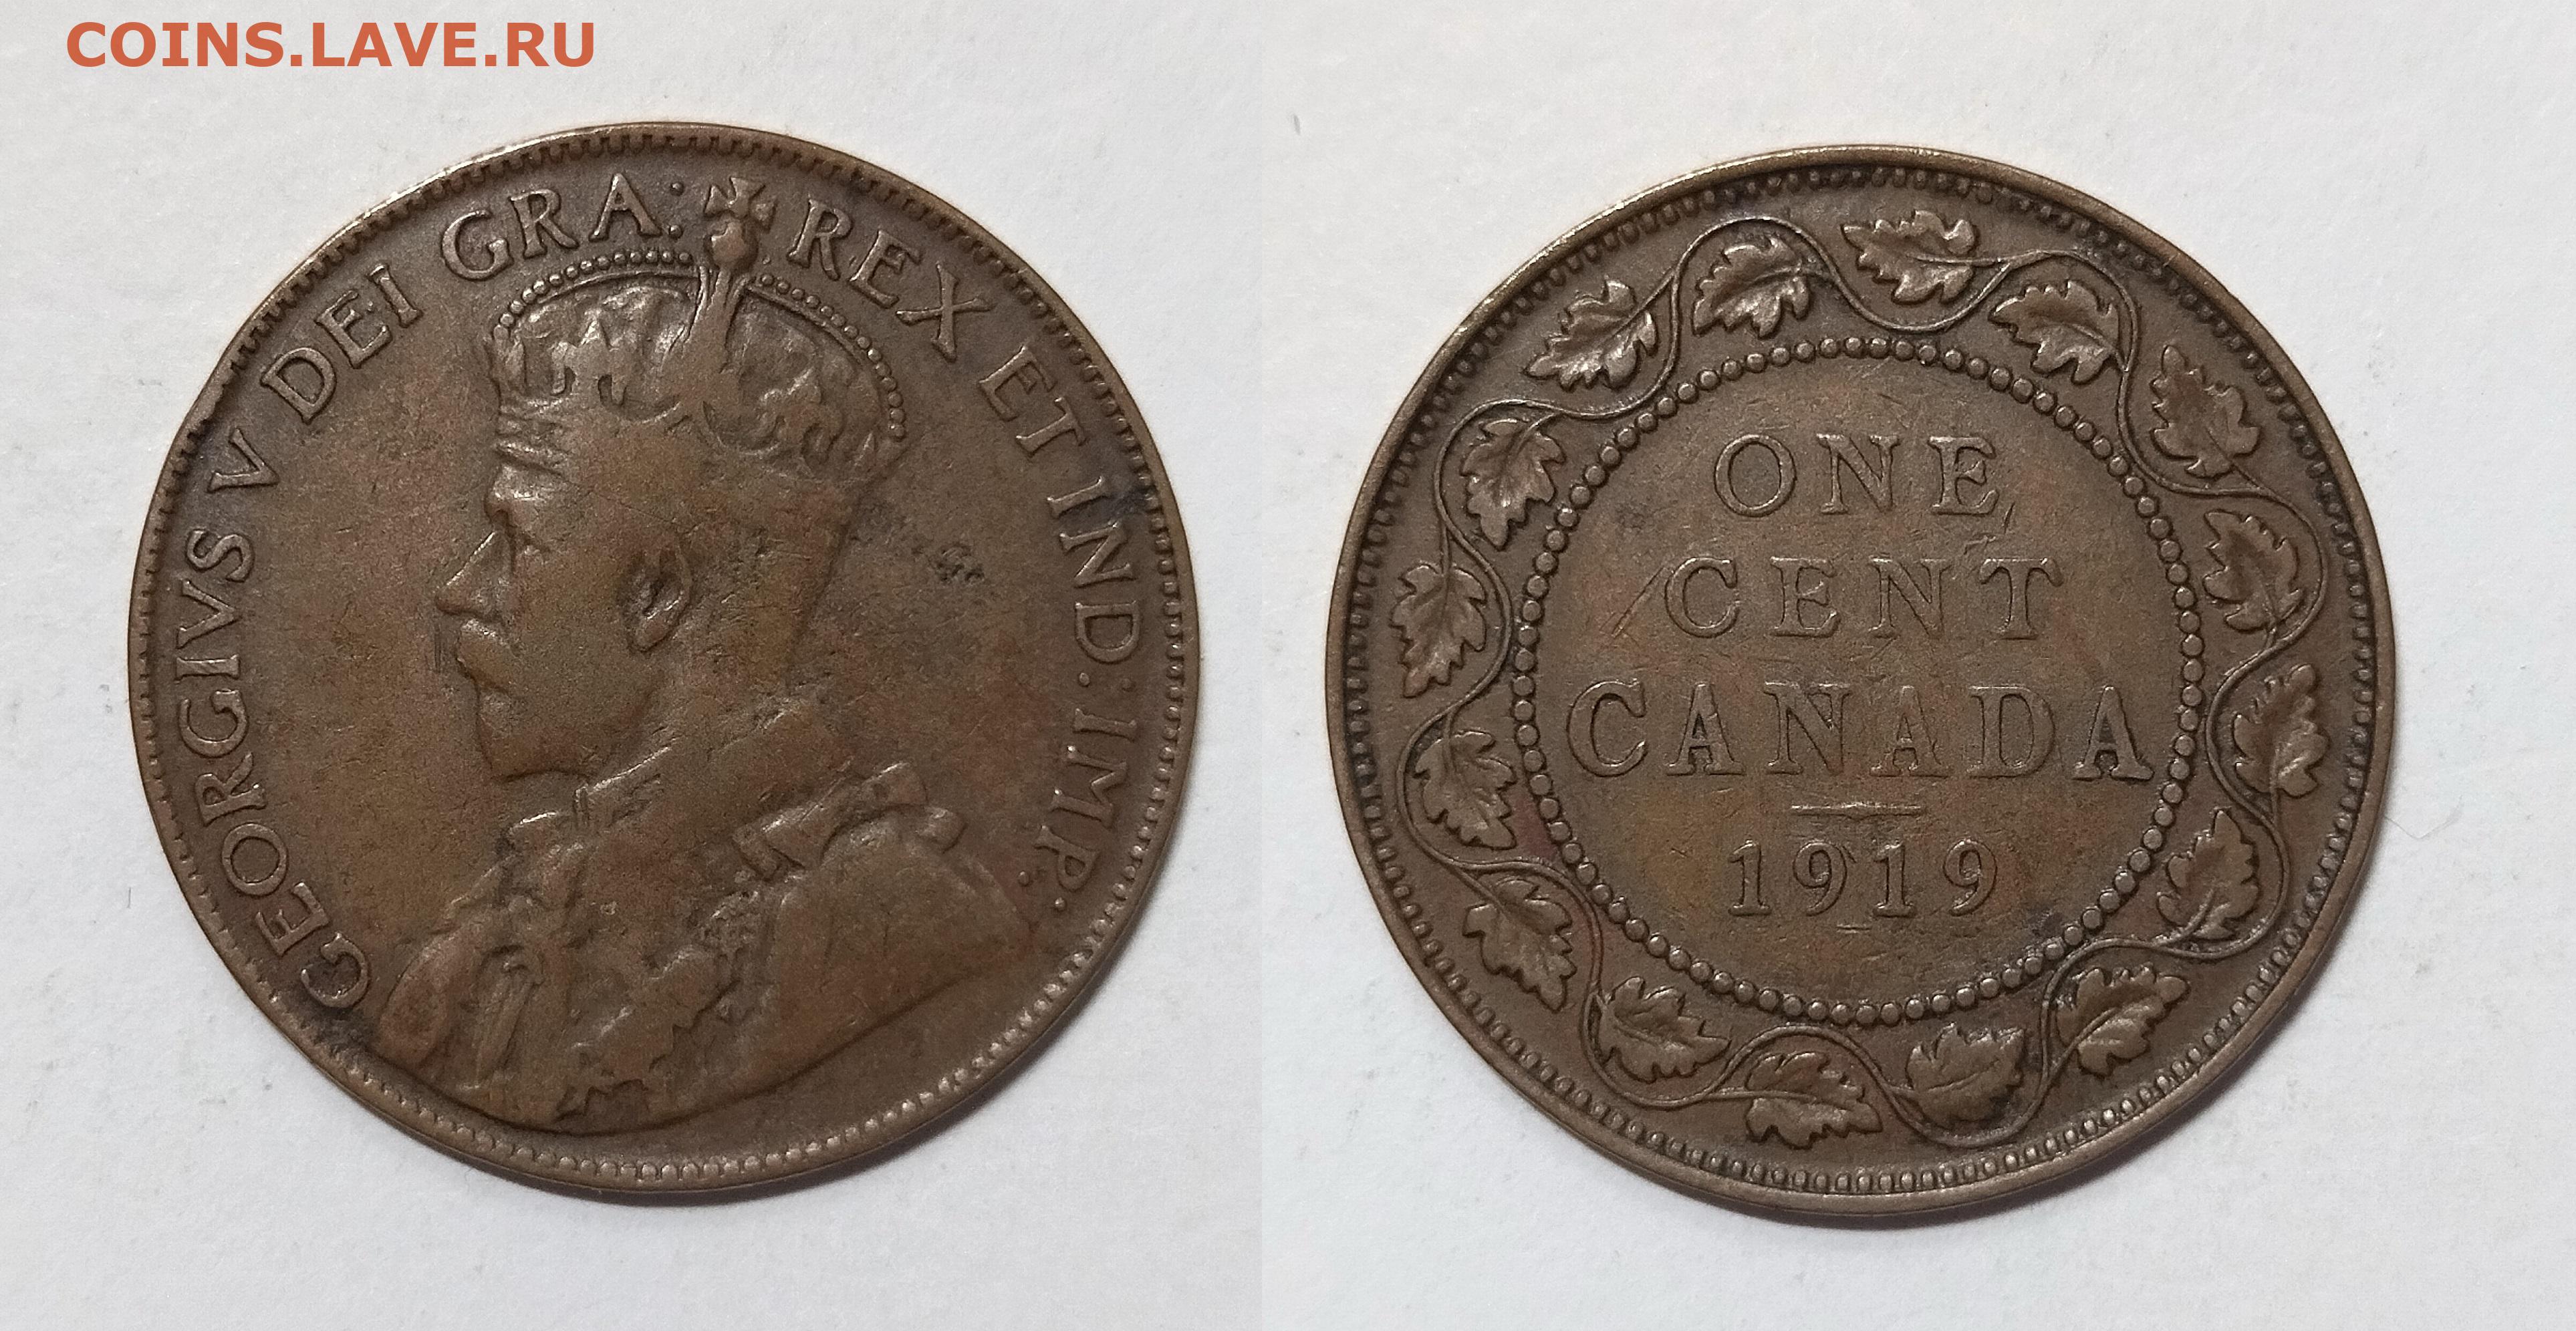 COINS.LAVE.RU
GEORGIVS V DEI GRA: REX ET IND: IMP:
ONE
CENT
CANADA
1919